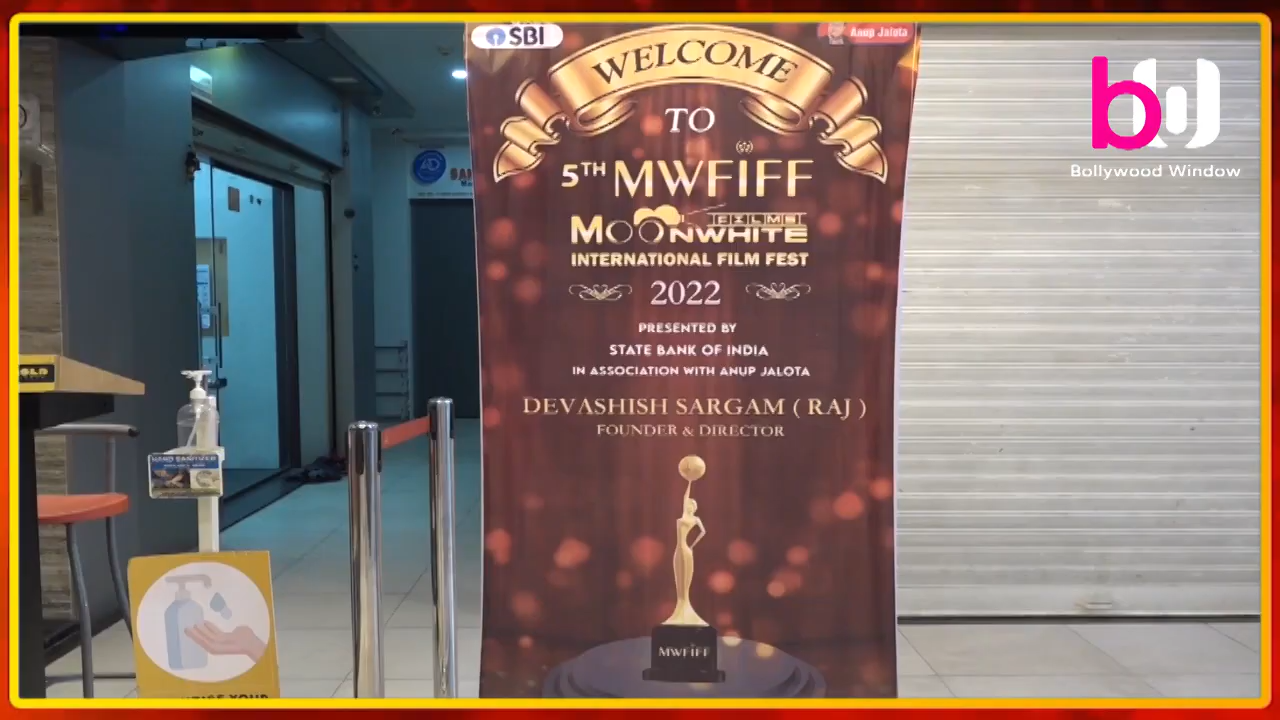 SBI
Anup Jalota
WELCOME
TO
5TH MWFIFF
FILMS
MOONWHITE
INTERNATIONAL FILM FEST
2022
PRESENTED BY
STATE BANK OF INDIA
IN ASSOCIATION WITH ANUP JALOTA
DEVASHISH SARGAM ( RAJ )
FOUNDER & DIRECTOR
MWFIFF
bW
Bollywood Window
HAND SANITIZER